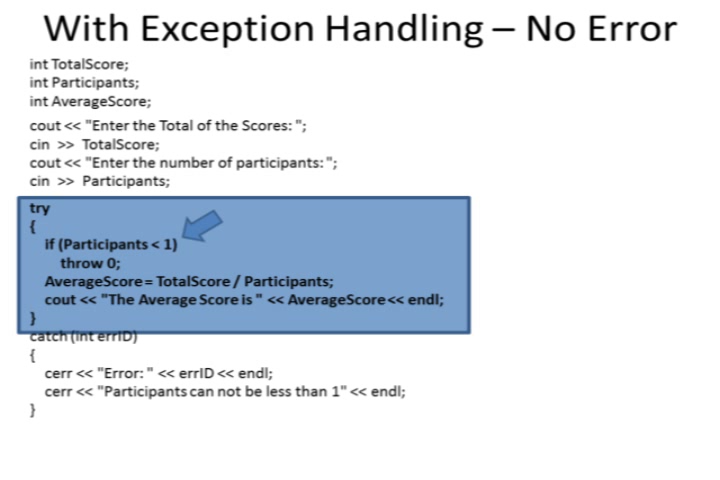 With Exception Handling – No Error
int TotalScore;
int Participants;
int AverageScore;
cout << "Enter the Total of the Scores: ";
cin >> TotalScore;
cout << "Enter the number of participants: ";
cin >> Participants;
try
{
if (Participants < 1)
throw 0;
AverageScore = TotalScore / Participants;
cout << "The Average Score is " << AverageScore << endl;
}
catch (int errID)
{
cerr << "Error: " << errID << endl;
cerr << "Participants can not be less than 1" << endl;
}